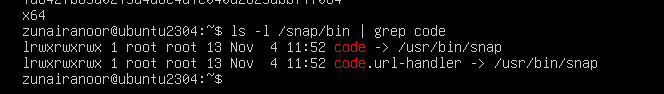 x64
zunairanoor@ubuntu2304:~$ ls -l /snap/bin | grep code
lrwxrwxrwx 1 root root 13 Nov  4 11:52 code -> /usr/bin/snap
lrwxrwxrwx 1 root root 13 Nov  4 11:52 code.url-handler -> /usr/bin/snap
zunairanoor@ubuntu2304:~$